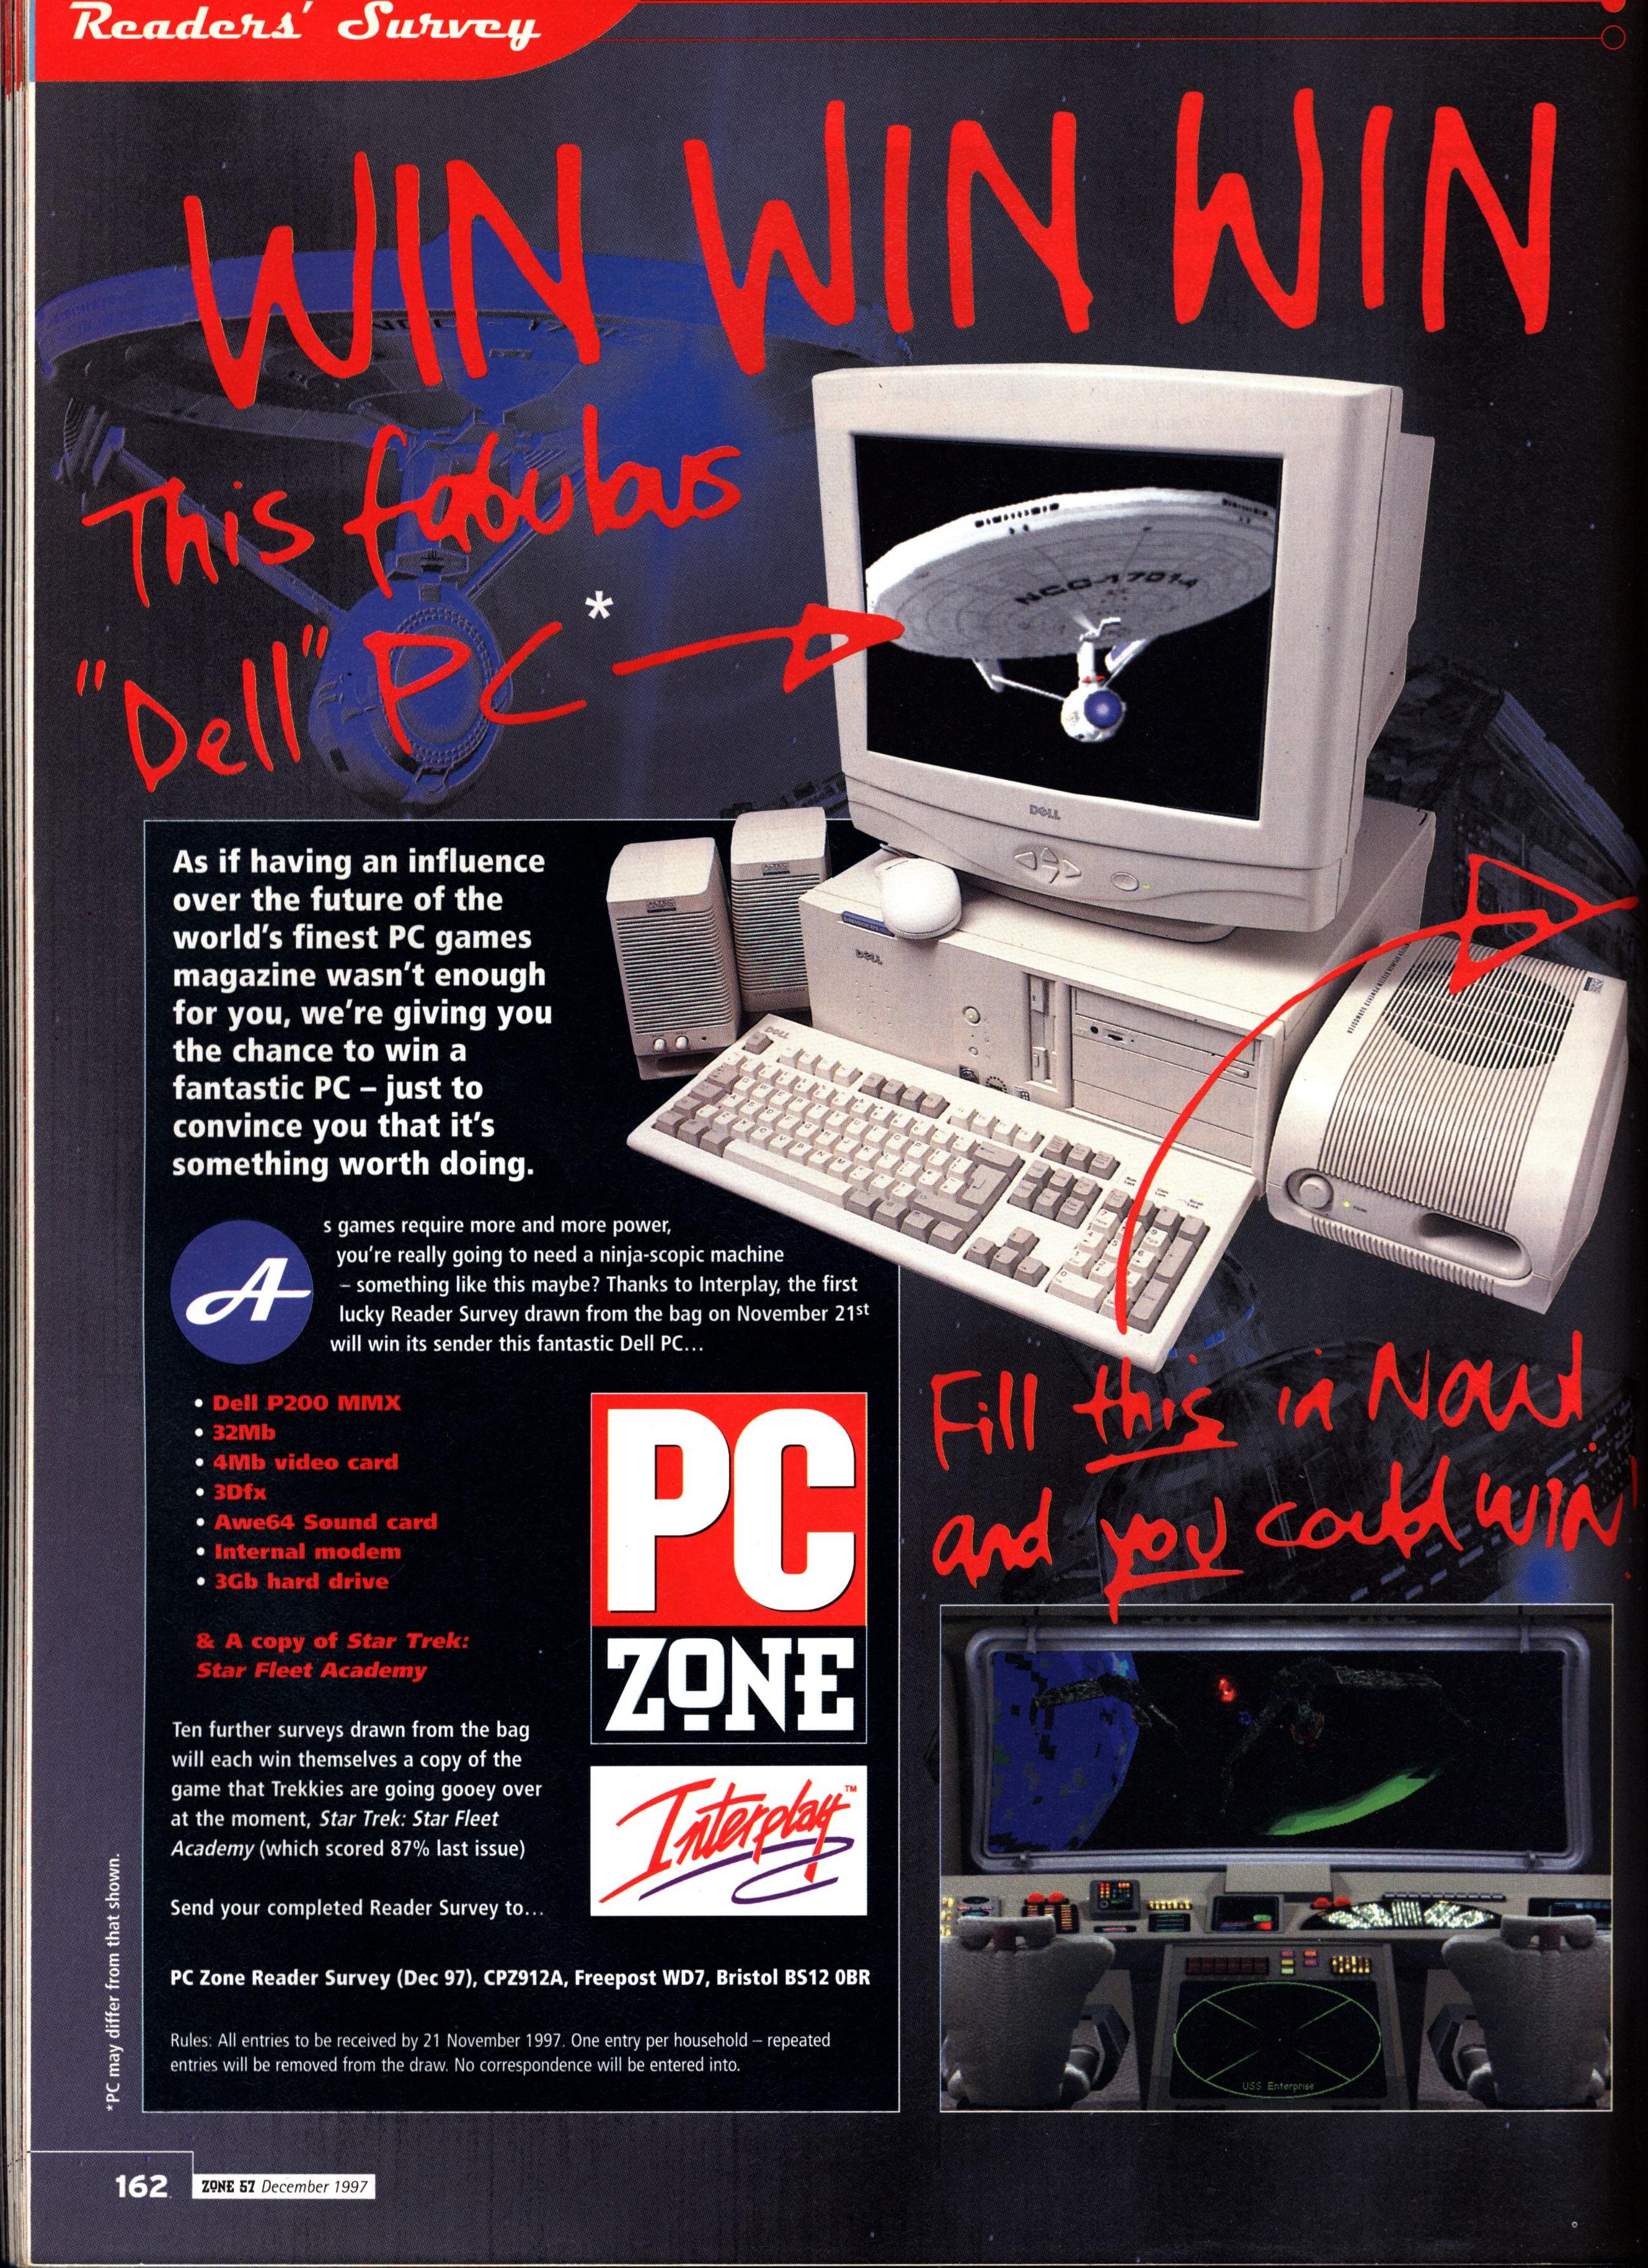 Readers' Survey
WIN WIN WIN
This fabulous
"Dell" PC *
NCC-1701-A
DELL
As if having an influence
over the future of the
world's finest PC games
magazine wasn't enough
for you, we're giving you
the chance to win a
fantastic PC – just to
convince you that it's
something worth doing.
ALTEC
ALTEC
DELL
DELL
As games require more and more power,
you're really going to need a ninja-scopic machine
– something like this maybe? Thanks to Interplay, the first
lucky Reader Survey drawn from the bag on November 21st
will win its sender this fantastic Dell PC...
• Dell P200 MMX
• 32Mb
• 4Mb video card
• 3Dfx
• Awe64 Sound card
• Internal modem
• 3Gb hard drive
& A copy of Star Trek:
Star Fleet Academy
Ten further surveys drawn from the bag
will each win themselves a copy of the
game that Trekkies are going gooey over
at the moment, Star Trek: Star Fleet
Academy (which scored 87% last issue)
Send your completed Reader Survey to...
PC Zone Reader Survey (Dec 97), CPZ912A, Freepost WD7, Bristol BS12 0BR
Rules: All entries to be received by 21 November 1997. One entry per household – repeated
entries will be removed from the draw. No correspondence will be entered into.
PC
ZONE
Interplay™
Fill this in Now
and you could WIN!
USS Enterprise
*PC may differ from that shown.
162
ZONE 57 December 1997